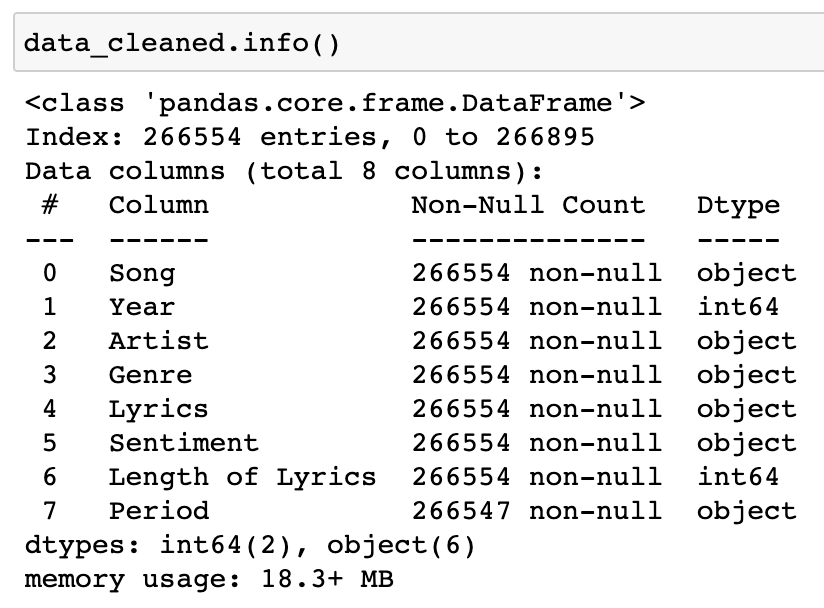 data_cleaned.info()
<class 'pandas.core.frame.DataFrame'>
Index: 266554 entries, 0 to 266895
Data columns (total 8 columns):
 #   Column            Non-Null Count   Dtype
---  ------            --------------   -----
 0   Song              266554 non-null  object
 1   Year              266554 non-null  int64
 2   Artist            266554 non-null  object
 3   Genre             266554 non-null  object
 4   Lyrics            266554 non-null  object
 5   Sentiment         266554 non-null  object
 6   Length of Lyrics  266554 non-null  int64
 7   Period            266547 non-null  object
dtypes: int64(2), object(6)
memory usage: 18.3+ MB